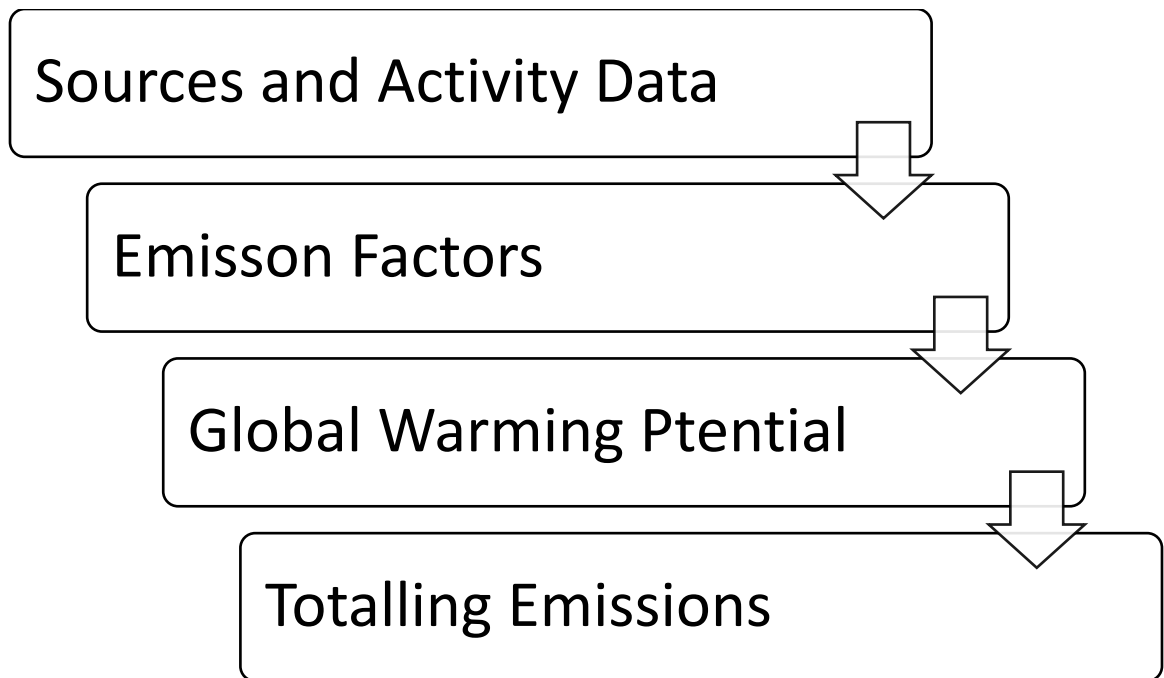 Sources and Activity Data
Emisson Factors
Global Warming Ptential
Totalling Emissions